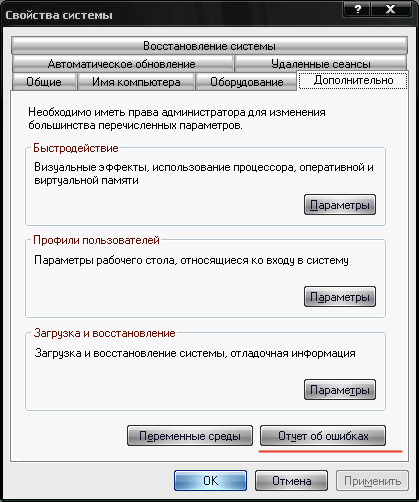 Свойства системы
? X
Восстановление системы
Автоматическое обновление Удаленные сеансы
Общие Имя компьютера Оборудование Дополнительно
Необходимо иметь права администратора для изменения
большинства перечисленных параметров.
Быстродействие
Визуальные эффекты, использование процессора, оперативной и
виртуальной памяти
Параметры
Профили пользователей
Параметры рабочего стола, относящиеся ко входу в систему
Параметры
Загрузка и восстановление
Загрузка и восстановление системы, отладочная информация
Параметры
Переменные среды Отчет об ошибках
OK Отмена Применить